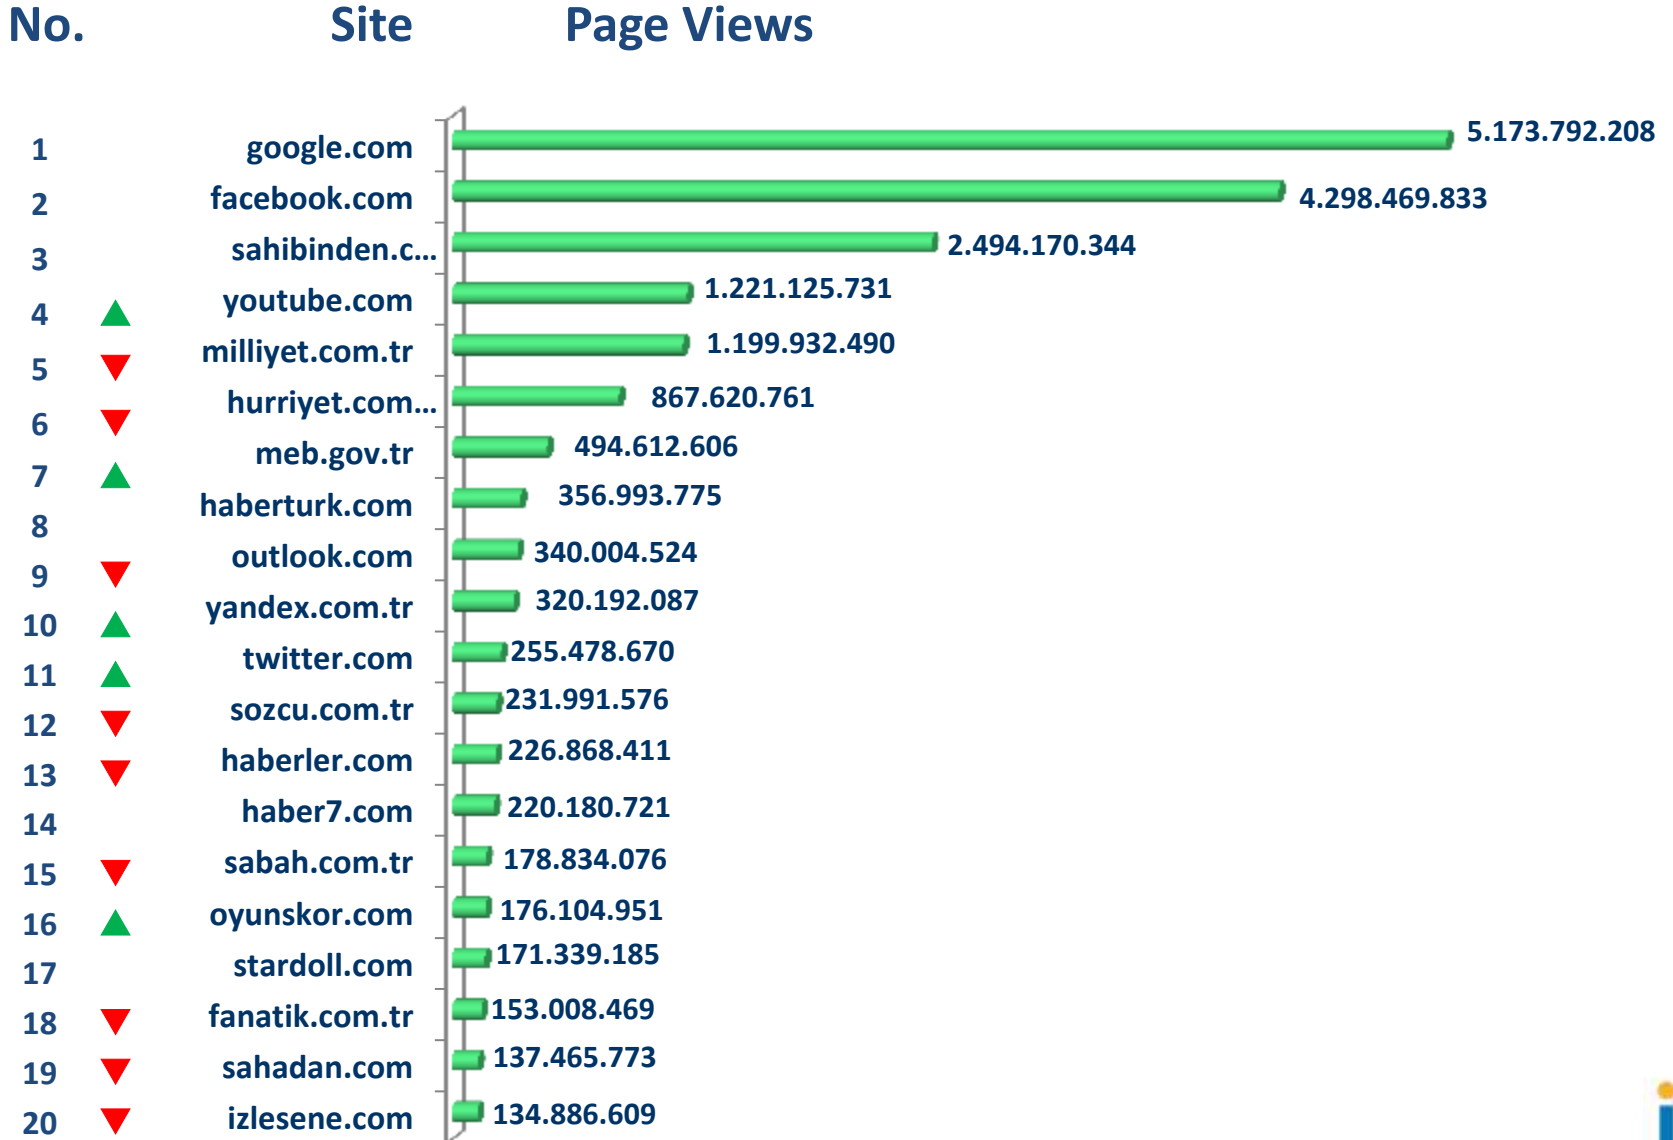 No. Site Page Views
1 google.com 5.173.792.208
2 facebook.com 4.298.469.833
3 sahibinden.c... 2.494.170.344
4 youtube.com 1.221.125.731
5 milliyet.com.tr 1.199.932.490
6 hurriyet.com... 867.620.761
7 meb.gov.tr 494.612.606
8 haberturk.com 356.993.775
9 outlook.com 340.004.524
10 yandex.com.tr 320.192.087
11 twitter.com 255.478.670
12 sozcu.com.tr 231.991.576
13 haberler.com 226.868.411
14 haber7.com 220.180.721
15 sabah.com.tr 178.834.076
16 oyunskor.com 176.104.951
17 stardoll.com 171.339.185
18 fanatik.com.tr 153.008.469
19 sahadan.com 137.465.773
20 izlesene.com 134.886.609